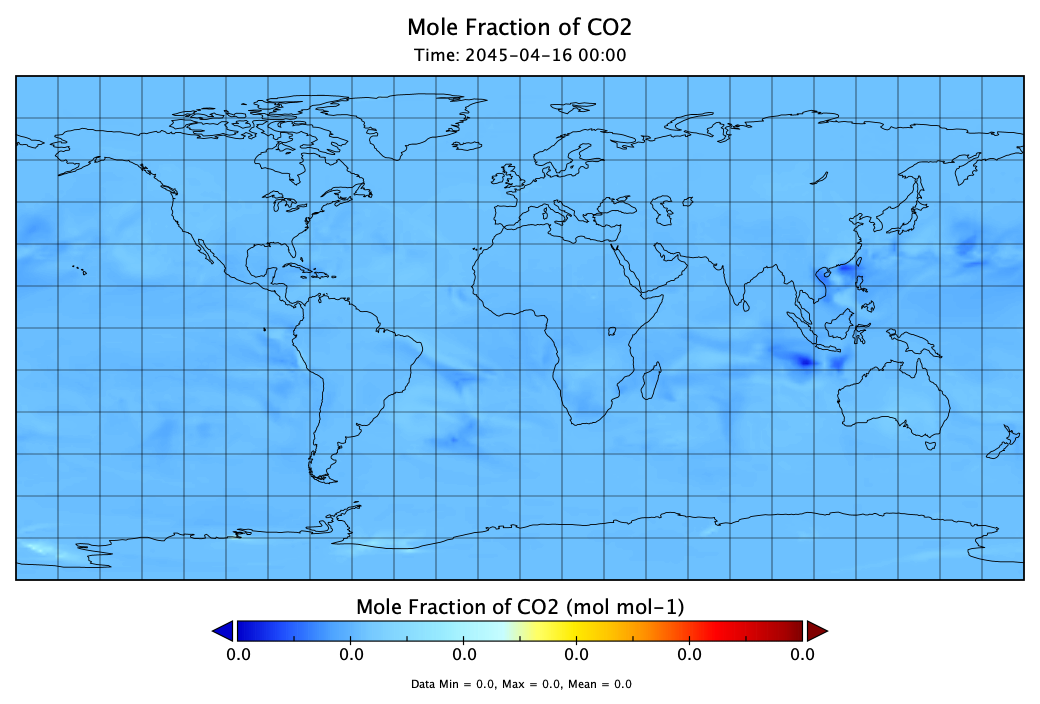 Mole Fraction of CO2
Time: 2045-04-16 00:00
Mole Fraction of CO2 (mol mol-1)
0.0 0.0 0.0 0.0 0.0 0.0
Data Min = 0.0, Max = 0.0, Mean = 0.0